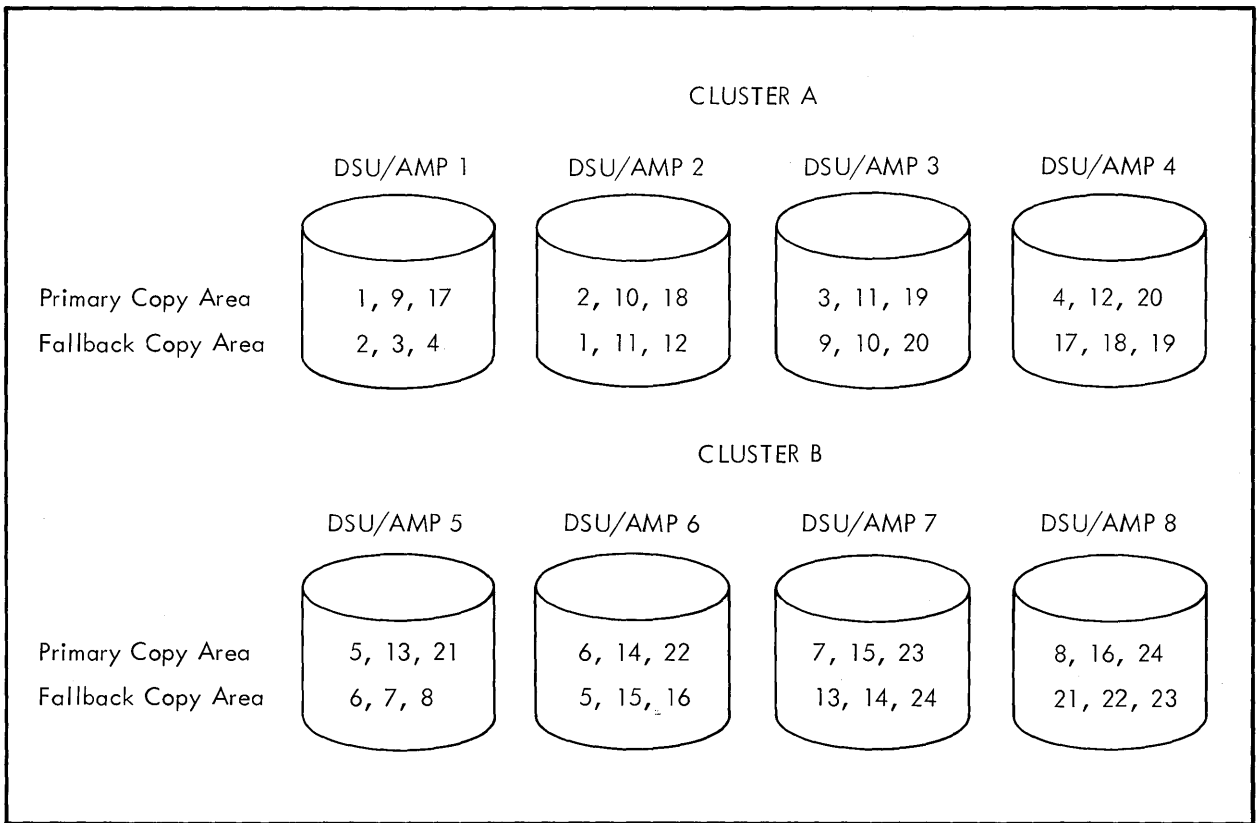 CLUSTER A
DSU/AMP 1 DSU/AMP 2 DSU/AMP 3 DSU/AMP 4
Primary Copy Area 1, 9, 17 2, 10, 18 3, 11, 19 4, 12, 20
Fallback Copy Area 2, 3, 4 1, 11, 12 9, 10, 20 17, 18, 19
CLUSTER B
DSU/AMP 5 DSU/AMP 6 DSU/AMP 7 DSU/AMP 8
Primary Copy Area 5, 13, 21 6, 14, 22 7, 15, 23 8, 16, 24
Fallback Copy Area 6, 7, 8 5, 15, 16 13, 14, 24 21, 22, 23